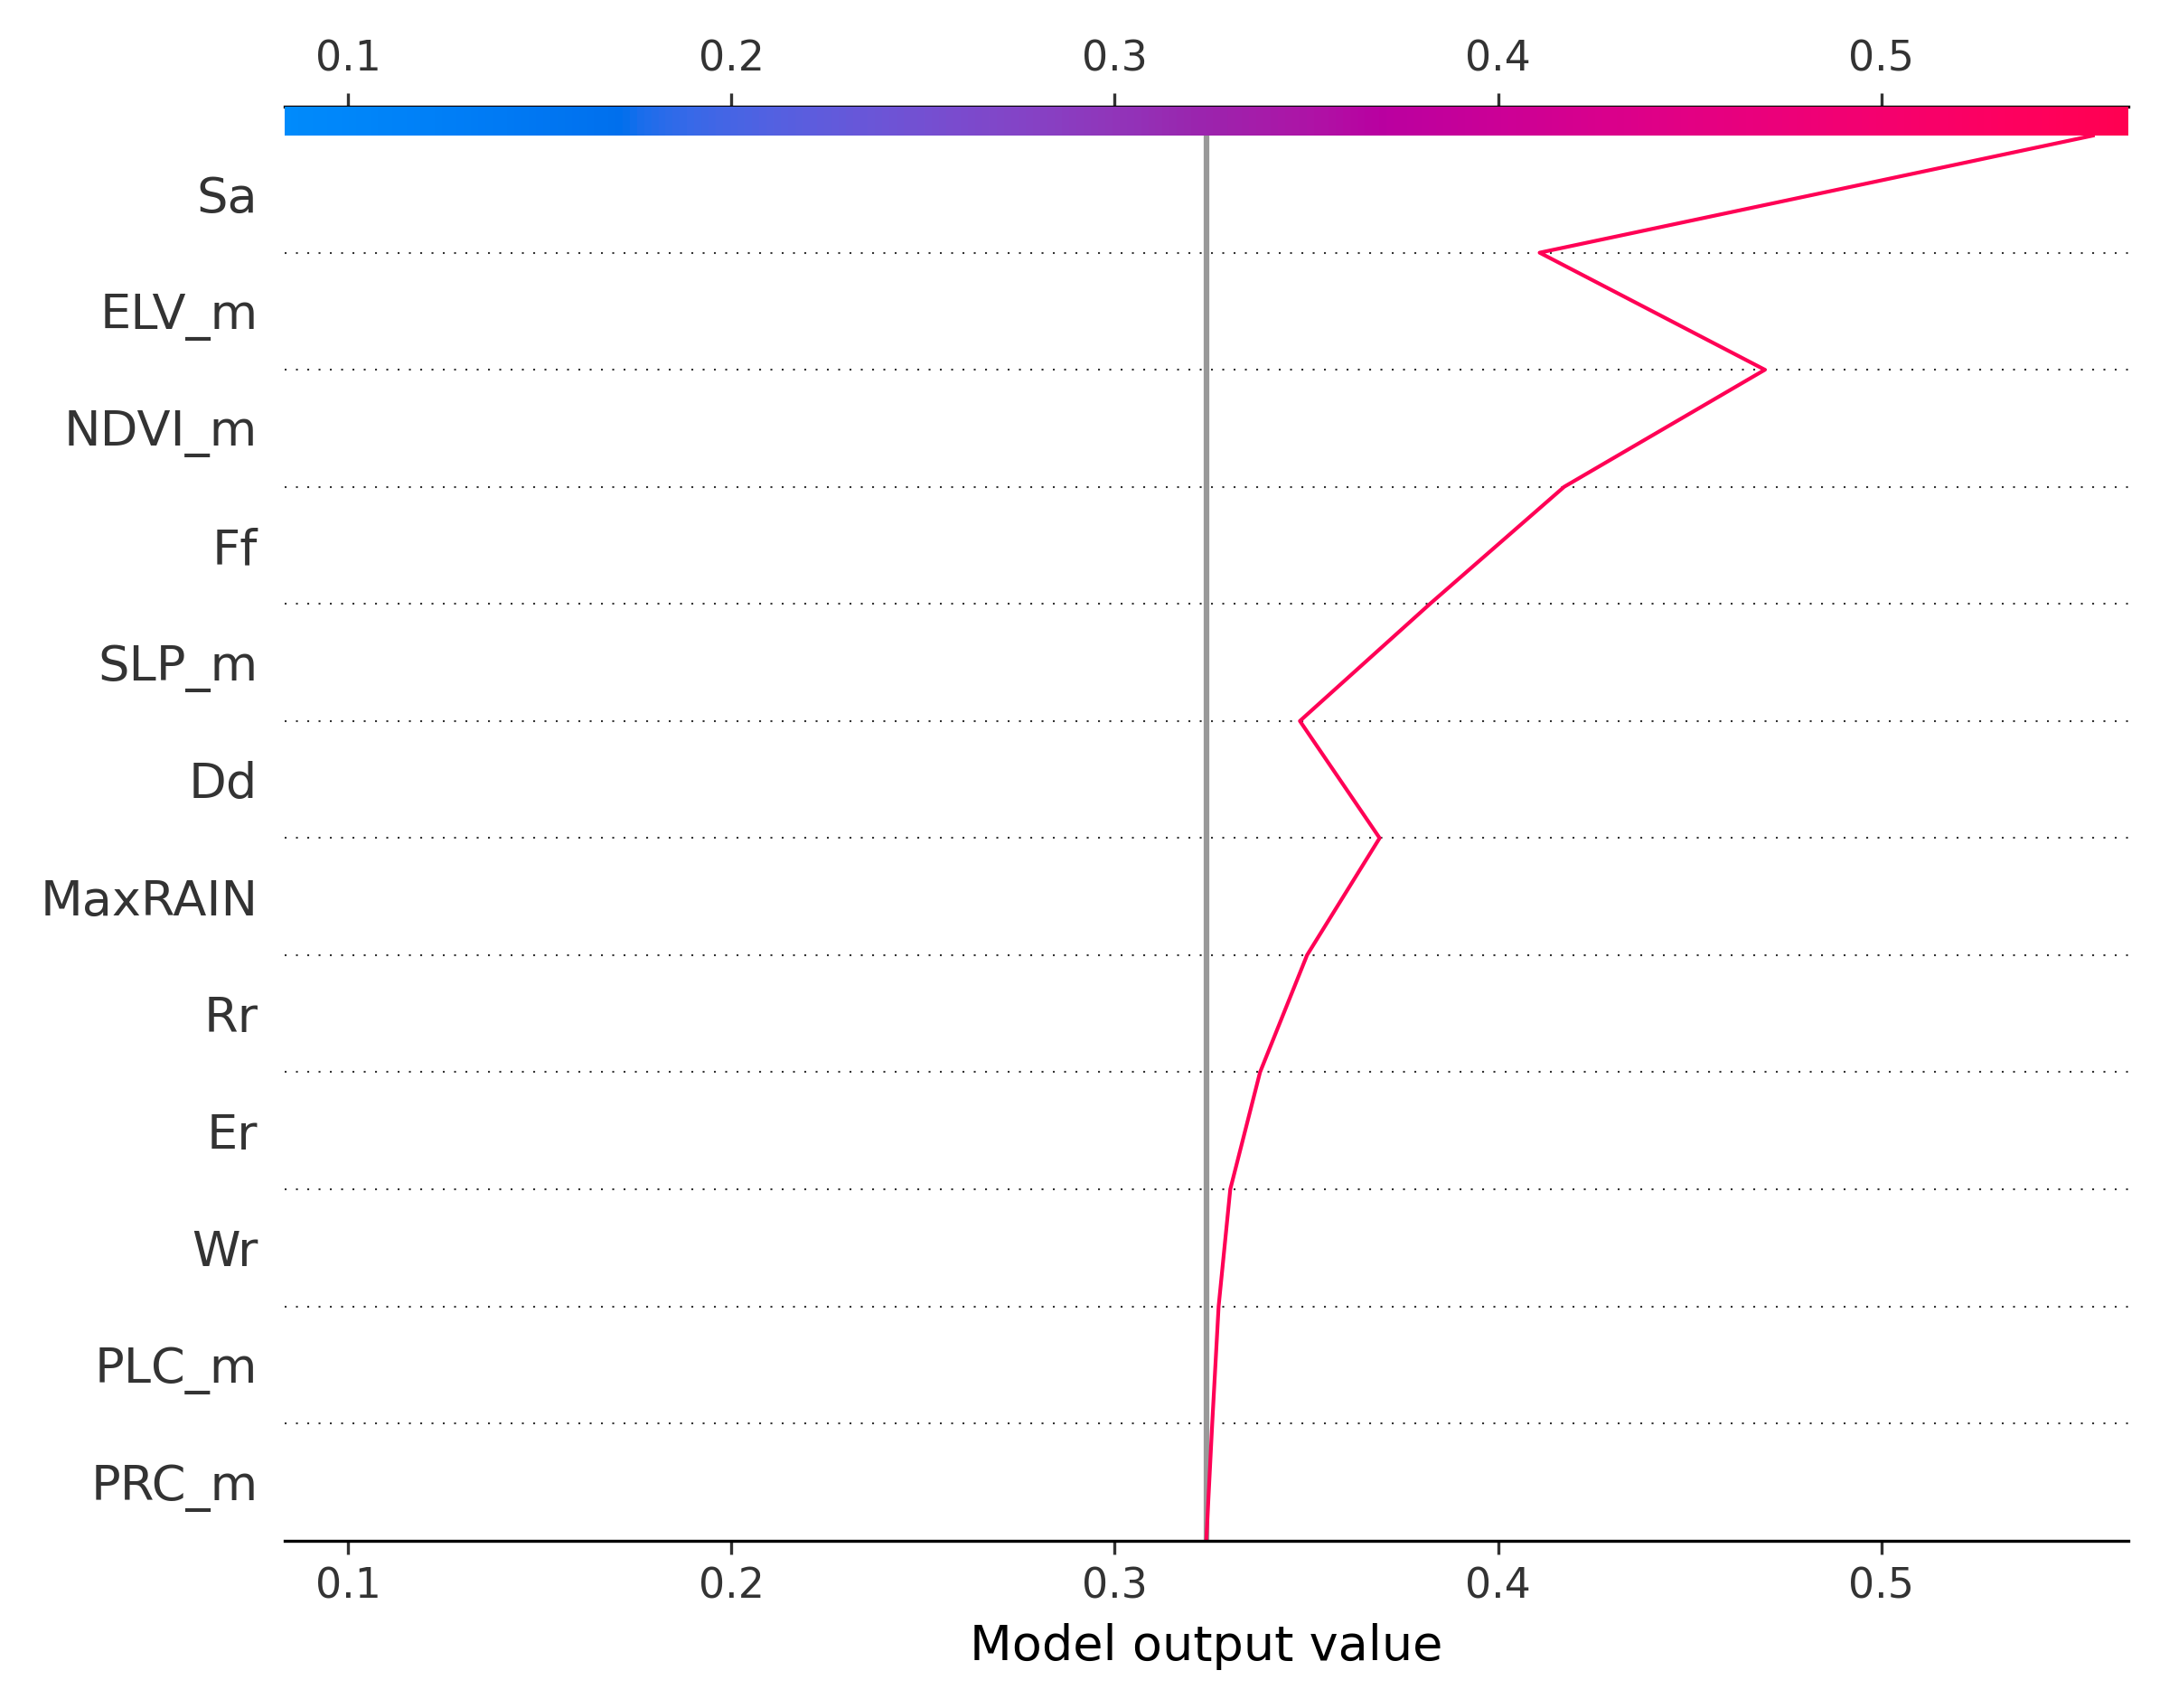 0.1 0.2 0.3 0.4 0.5
Sa
ELV_m
NDVI_m
Ff
SLP_m
Dd
MaxRAIN
Rr
Er
Wr
PLC_m
PRC_m
0.1 0.2 0.3 0.4 0.5
Model output value